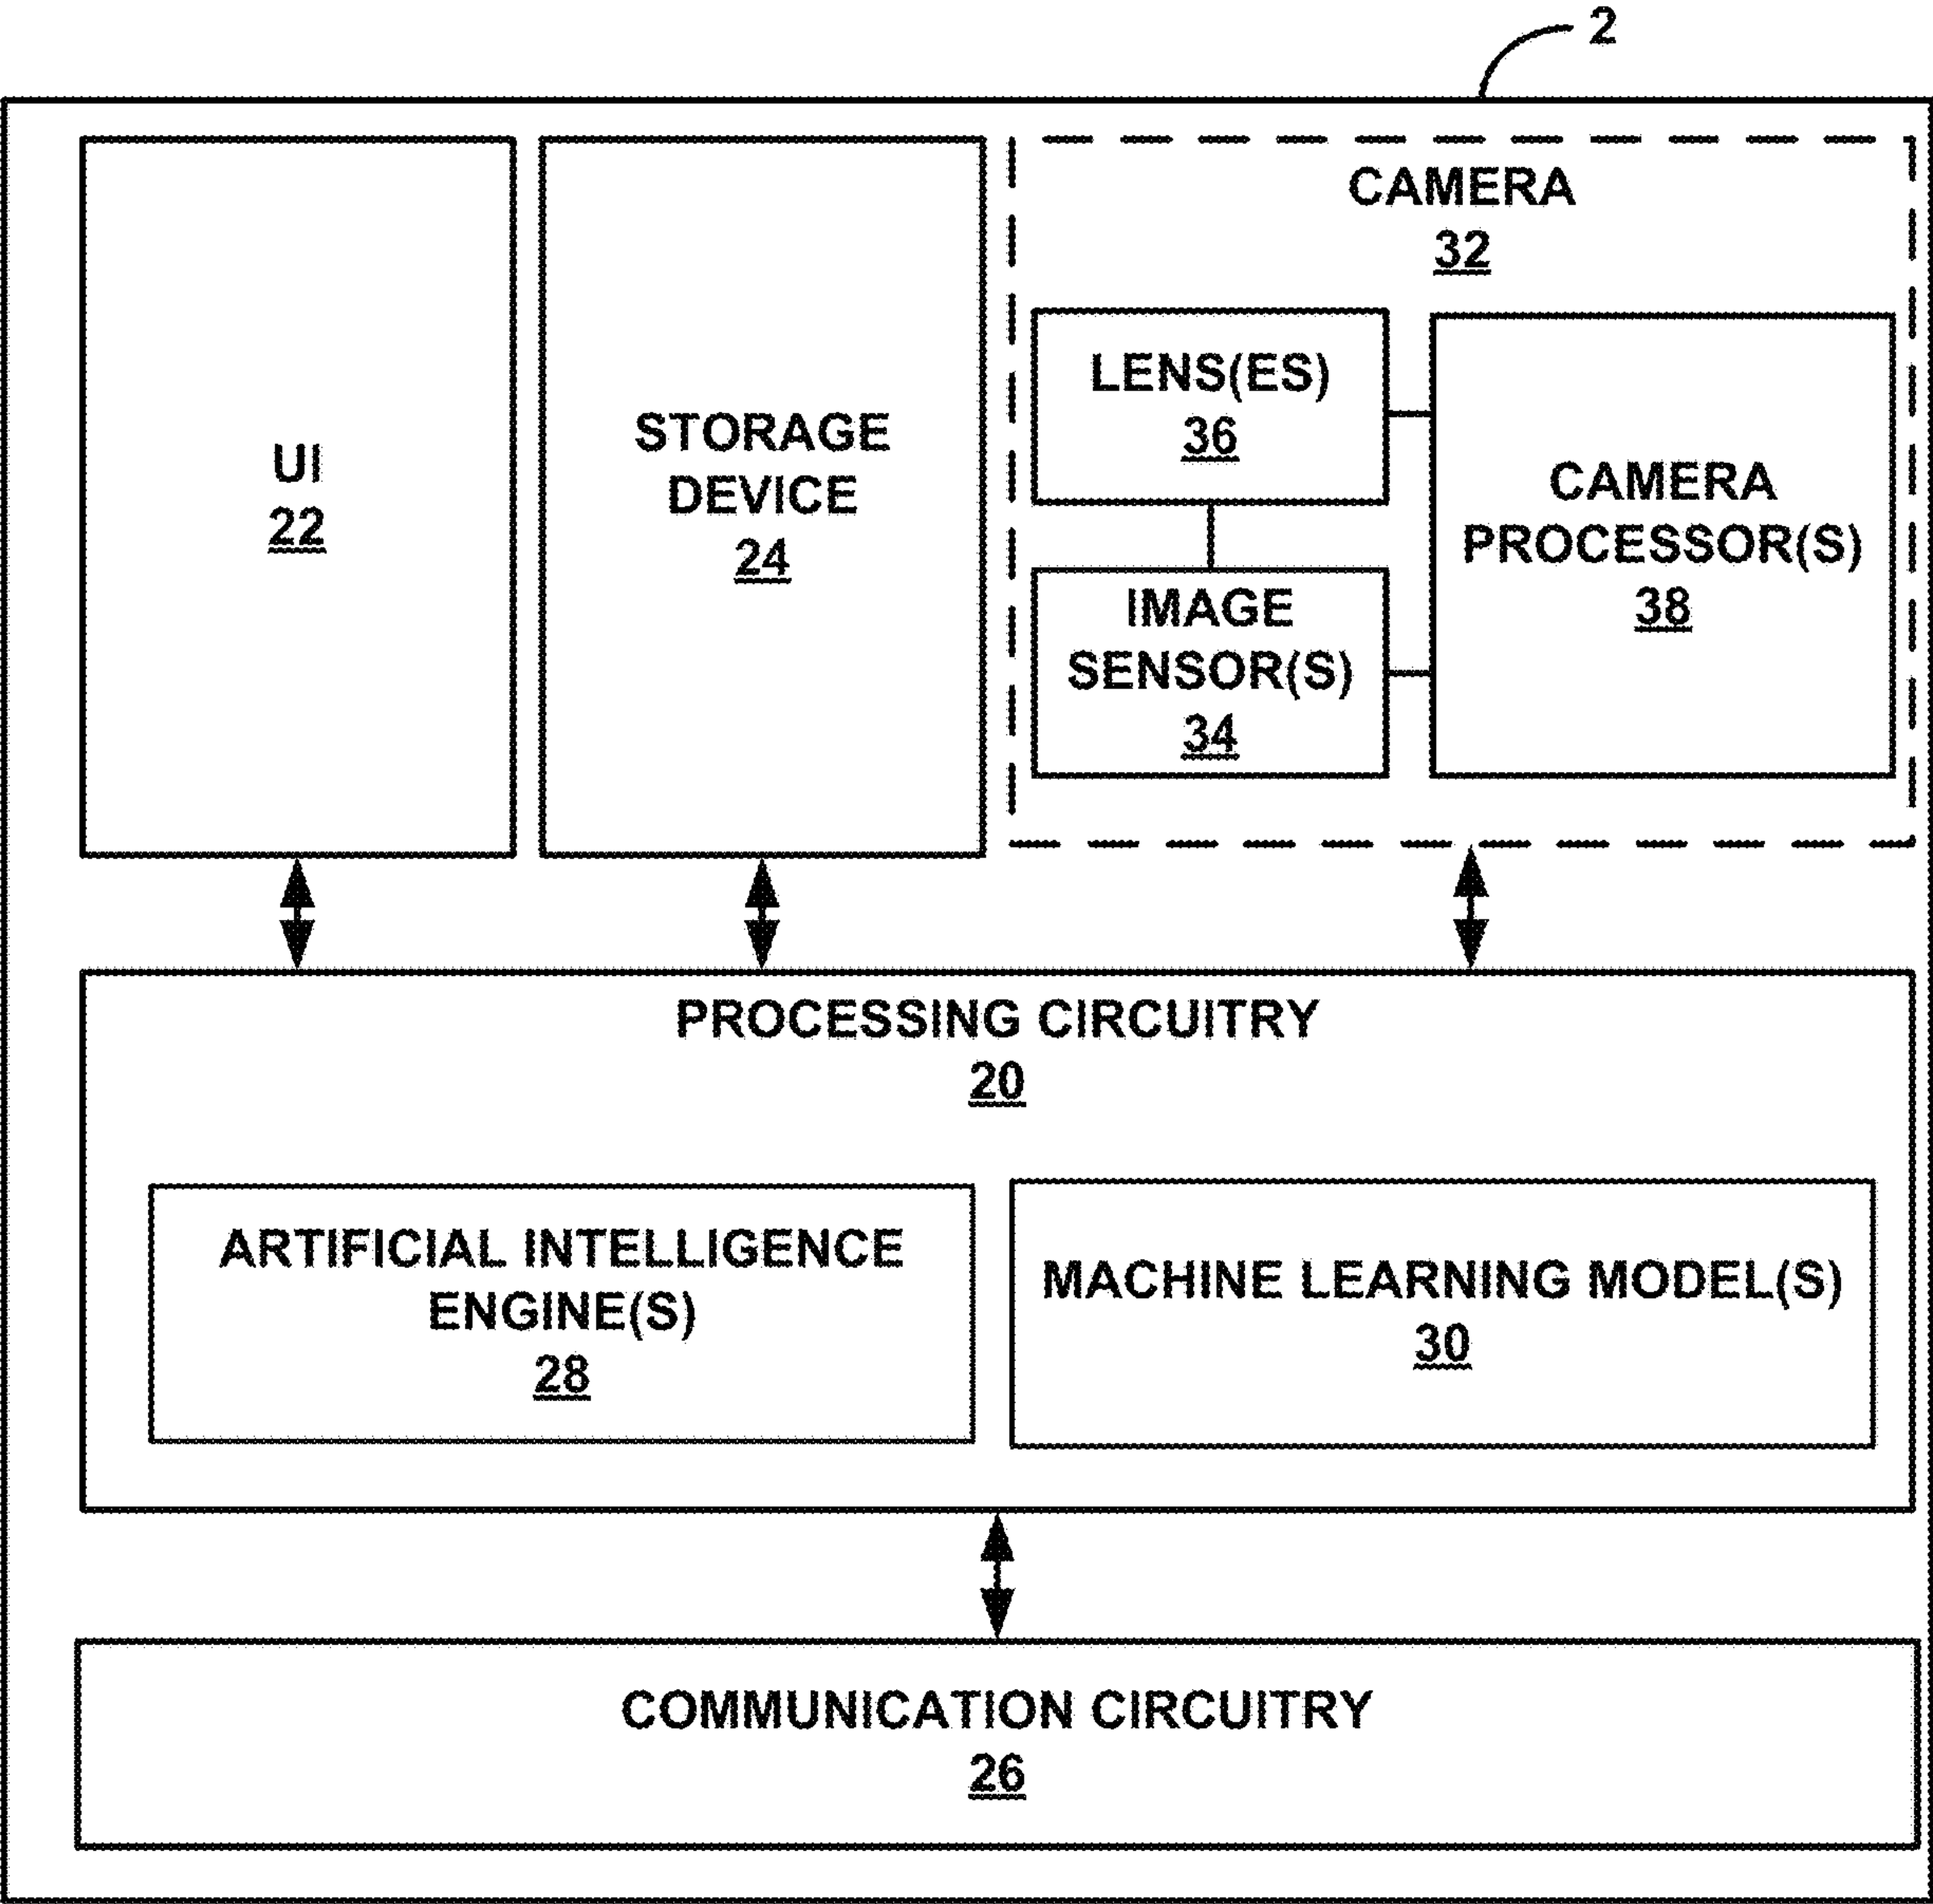 2
UI
22
STORAGE
DEVICE
24
CAMERA
32
LENS(ES)
36
IMAGE
SENSOR(S)
34
CAMERA
PROCESSOR(S)
38
PROCESSING CIRCUITRY
20
ARTIFICIAL INTELLIGENCE
ENGINE(S)
28
MACHINE LEARNING MODEL(S)
30
COMMUNICATION CIRCUITRY
26